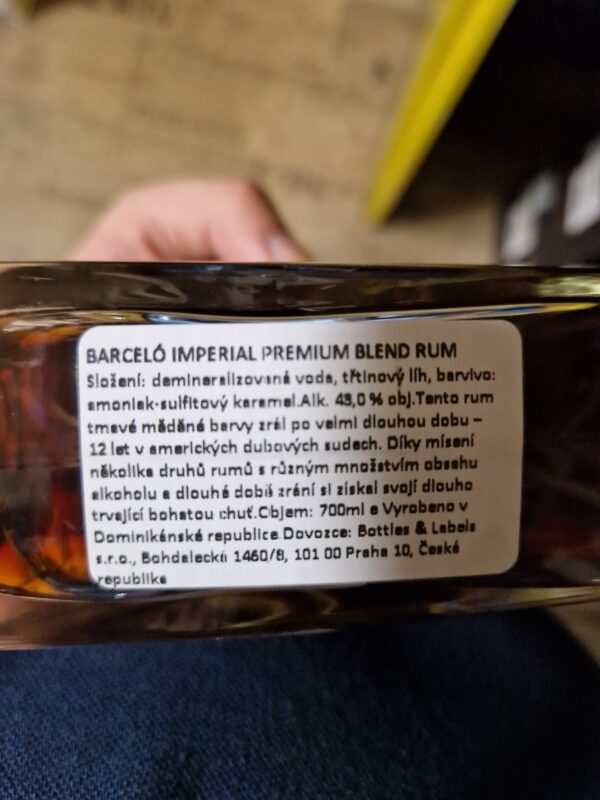 BARCELÓ IMPERIAL PREMIUM BLEND RUM
Složení: demineralizovaná voda, třtinový líh, barvivo:
amoniak-sulfitový karamel.Alk. 43,0 % obj.Tento rum
tmavé měděné barvy zrál po velmi dlouhou dobu –
12 let v amerických dubových sudech. Díky mísení
několika druhů rumů s různým množstvím obsahu
alkoholu a dlouhé době zrání si získal svojí dlouho
trvající bohatou chuť.Objem: 700ml e Vyrobeno v
Dominikánské republice.Dovozce: Bottles & Labels
s.r.o., Bohdalecká 1460/8, 101 00 Praha 10, Česká
republika